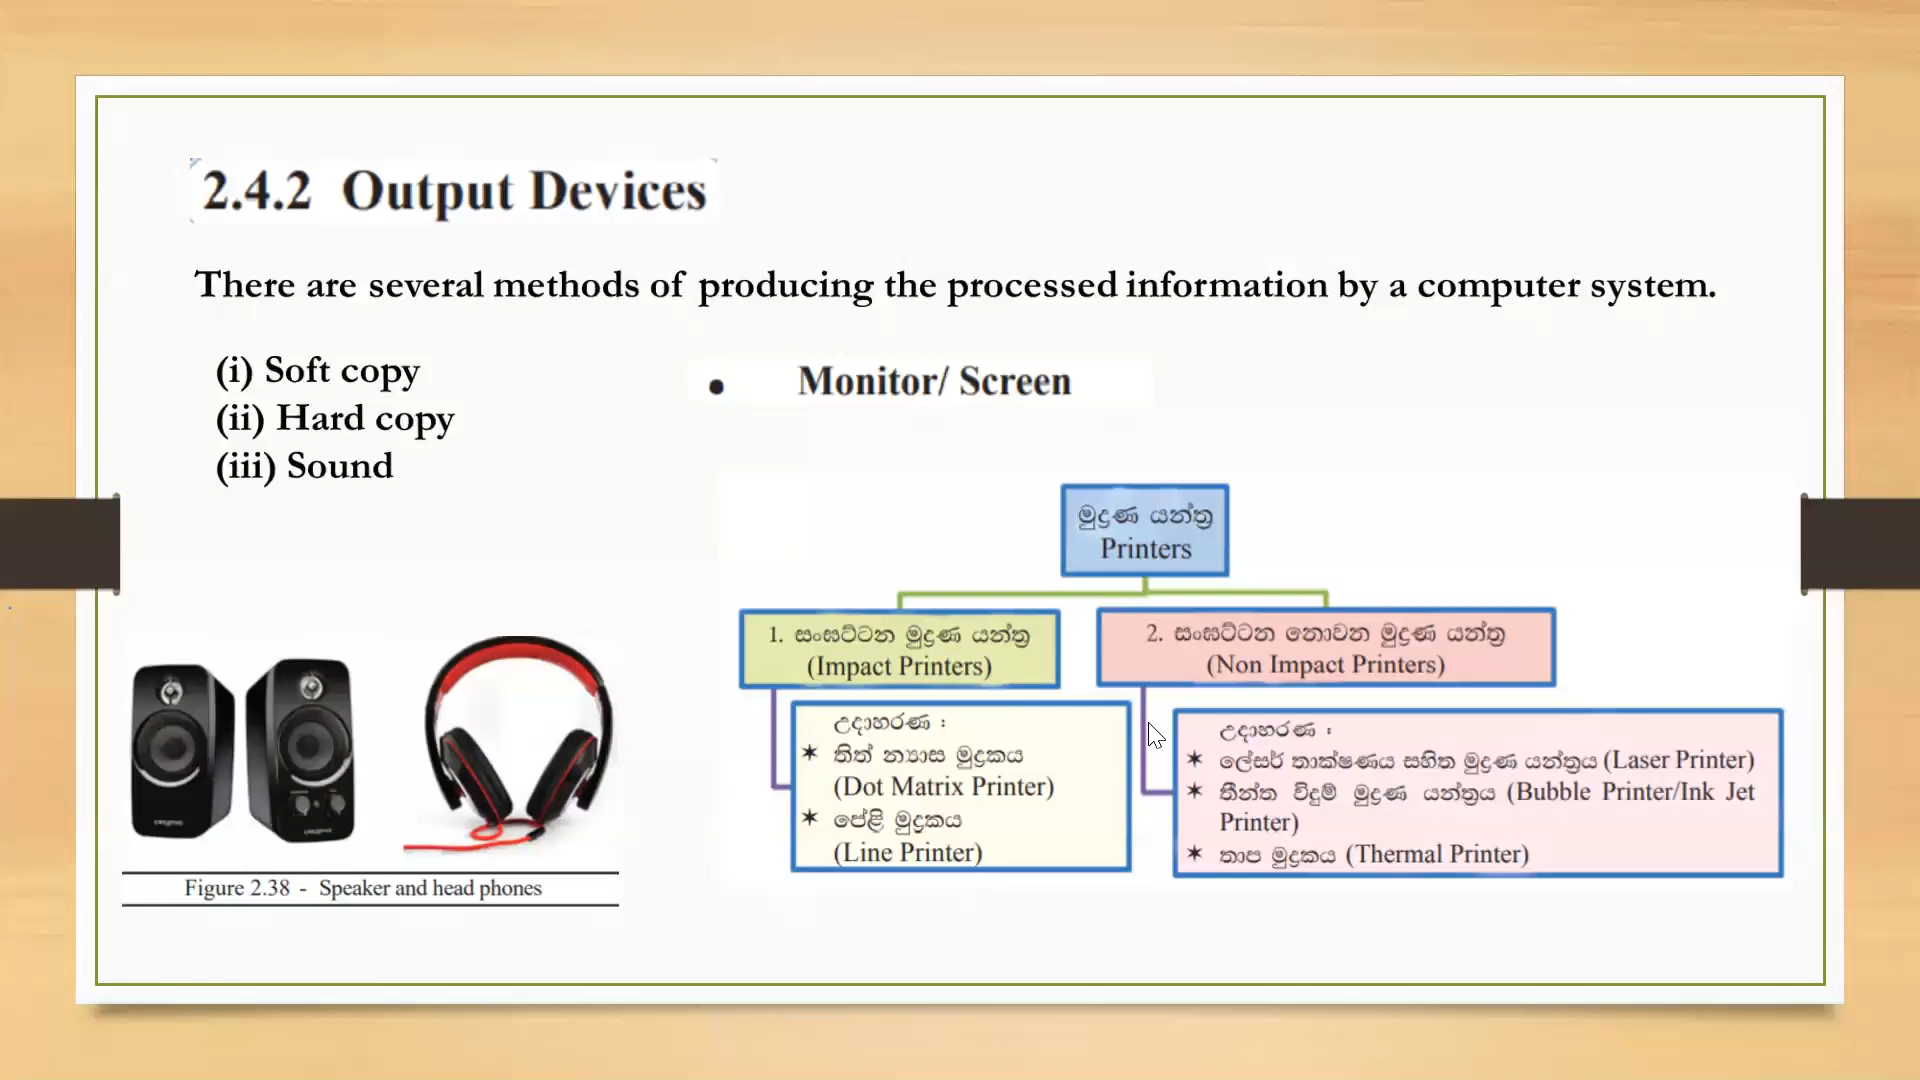 2.4.2 Output Devices
There are several methods of producing the processed information by a computer system.
(i) Soft copy
(ii) Hard copy
(iii) Sound
• Monitor/ Screen
මුද්‍රණ යන්ත්‍ර
Printers
1. සංඝට්ටන මුද්‍රණ යන්ත්‍ර
(Impact Printers)
2. සංඝට්ටන නොවන මුද්‍රණ යන්ත්‍ර
(Non Impact Printers)
උදාහරණ :
✶ තිත් න්‍යාස මුද්‍රකය
(Dot Matrix Printer)
✶ පේළි මුද්‍රකය
(Line Printer)
උදාහරණ :
✶ ලේසර් තාක්ෂණය සහිත මුද්‍රණ යන්ත්‍රය (Laser Printer)
✶ තීන්ත විදුම් මුද්‍රණ යන්ත්‍රය (Bubble Printer/Ink Jet
Printer)
✶ තාප මුද්‍රකය (Thermal Printer)
Figure 2.38 - Speaker and head phones